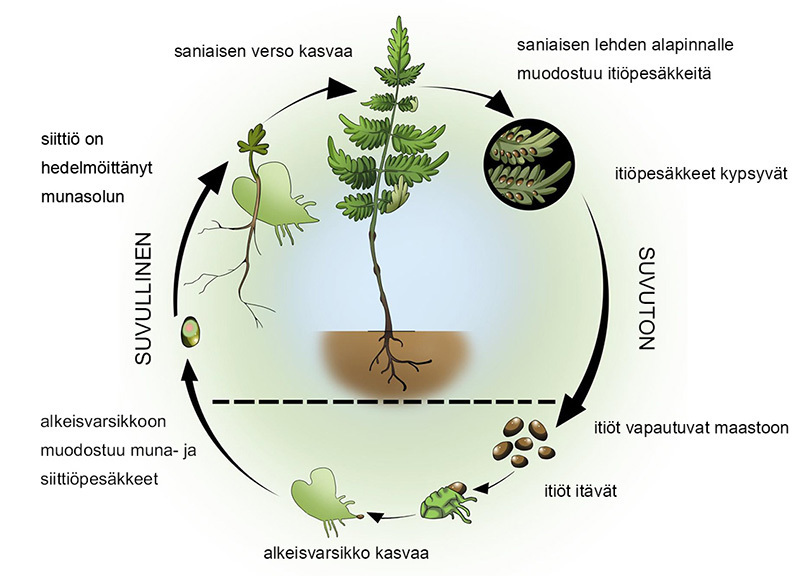 saniaisen verso kasvaa
saniaisen lehden alapinnalle
muodostuu itiöpesäkkeitä
itiöpesäkkeet kypsyvät
SUVUTON
itiöt vapautuvat maastoon
itiöt itävät
alkeisvarsikko kasvaa
alkeisvarsikkoon
muodostuu muna- ja
siittiöpesäkkeet
SUVULLINEN
siittiö on
hedelmöittänyt
munasolun